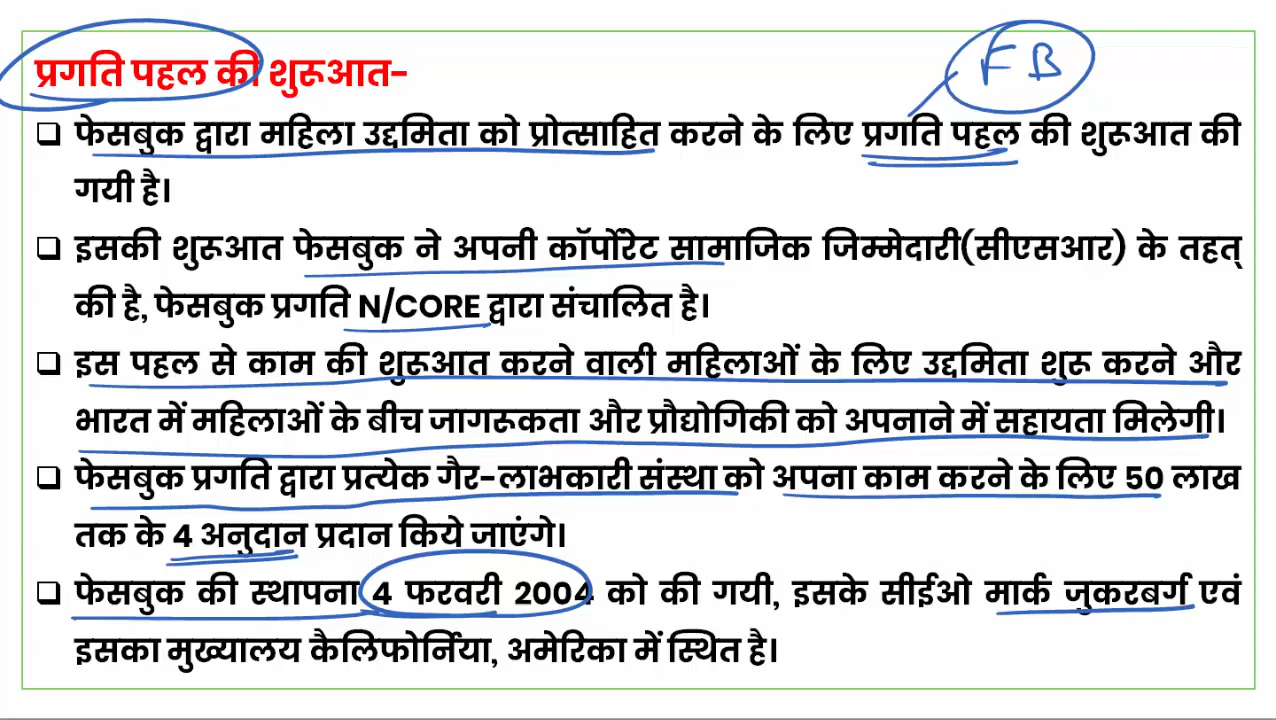 प्रगति पहल की शुरूआत-
FB
❑ फेसबुक द्वारा महिला उद्दमिता को प्रोत्साहित करने के लिए प्रगति पहल की शुरूआत की
गयी है।
❑ इसकी शुरूआत फेसबुक ने अपनी कॉर्पोरेट सामाजिक जिम्मेदारी(सीएसआर) के तहत्
की है, फेसबुक प्रगति N/CORE द्वारा संचालित है।
❑ इस पहल से काम की शुरूआत करने वाली महिलाओं के लिए उद्दमिता शुरू करने और
भारत में महिलाओं के बीच जागरूकता और प्रौद्योगिकी को अपनाने में सहायता मिलेगी।
❑ फेसबुक प्रगति द्वारा प्रत्येक गैर-लाभकारी संस्था को अपना काम करने के लिए 50 लाख
तक के 4 अनुदान प्रदान किये जाएंगे।
❑ फेसबुक की स्थापना 4 फरवरी 2004 को की गयी, इसके सीईओ मार्क जुकरबर्ग एवं
इसका मुख्यालय कैलिफोर्निया, अमेरिका में स्थित है।